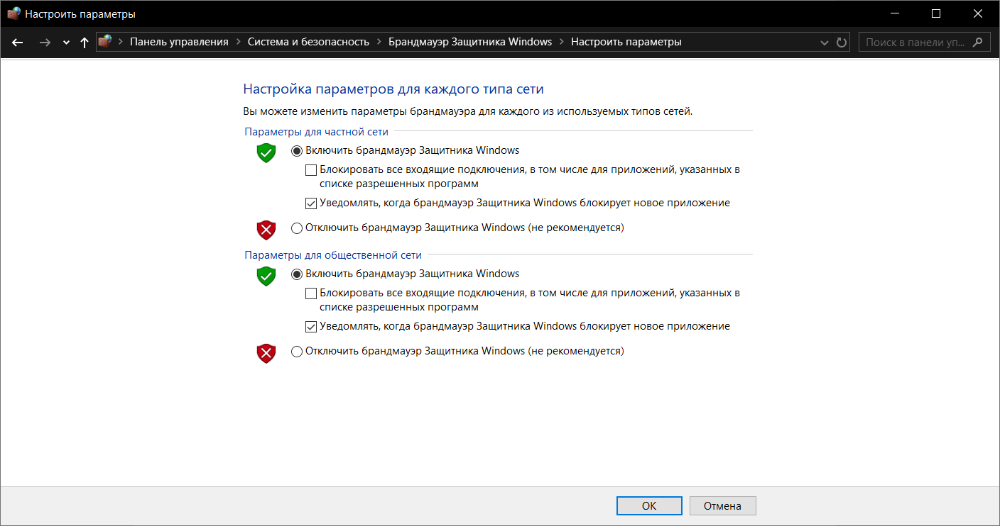 Настроить параметры
Панель управления > Система и безопасность > Брандмауэр Защитника Windows > Настроить параметры
Поиск в панели уп...
Настройка параметров для каждого типа сети
Вы можете изменить параметры брандмауэра для каждого из используемых типов сетей.
Параметры для частной сети
Включить брандмауэр Защитника Windows
Блокировать все входящие подключения, в том числе для приложений, указанных в
списке разрешенных программ
Уведомлять, когда брандмауэр Защитника Windows блокирует новое приложение
Отключить брандмауэр Защитника Windows (не рекомендуется)
Параметры для общественной сети
Включить брандмауэр Защитника Windows
Блокировать все входящие подключения, в том числе для приложений, указанных в
списке разрешенных программ
Уведомлять, когда брандмауэр Защитника Windows блокирует новое приложение
Отключить брандмауэр Защитника Windows (не рекомендуется)
ОК
Отмена